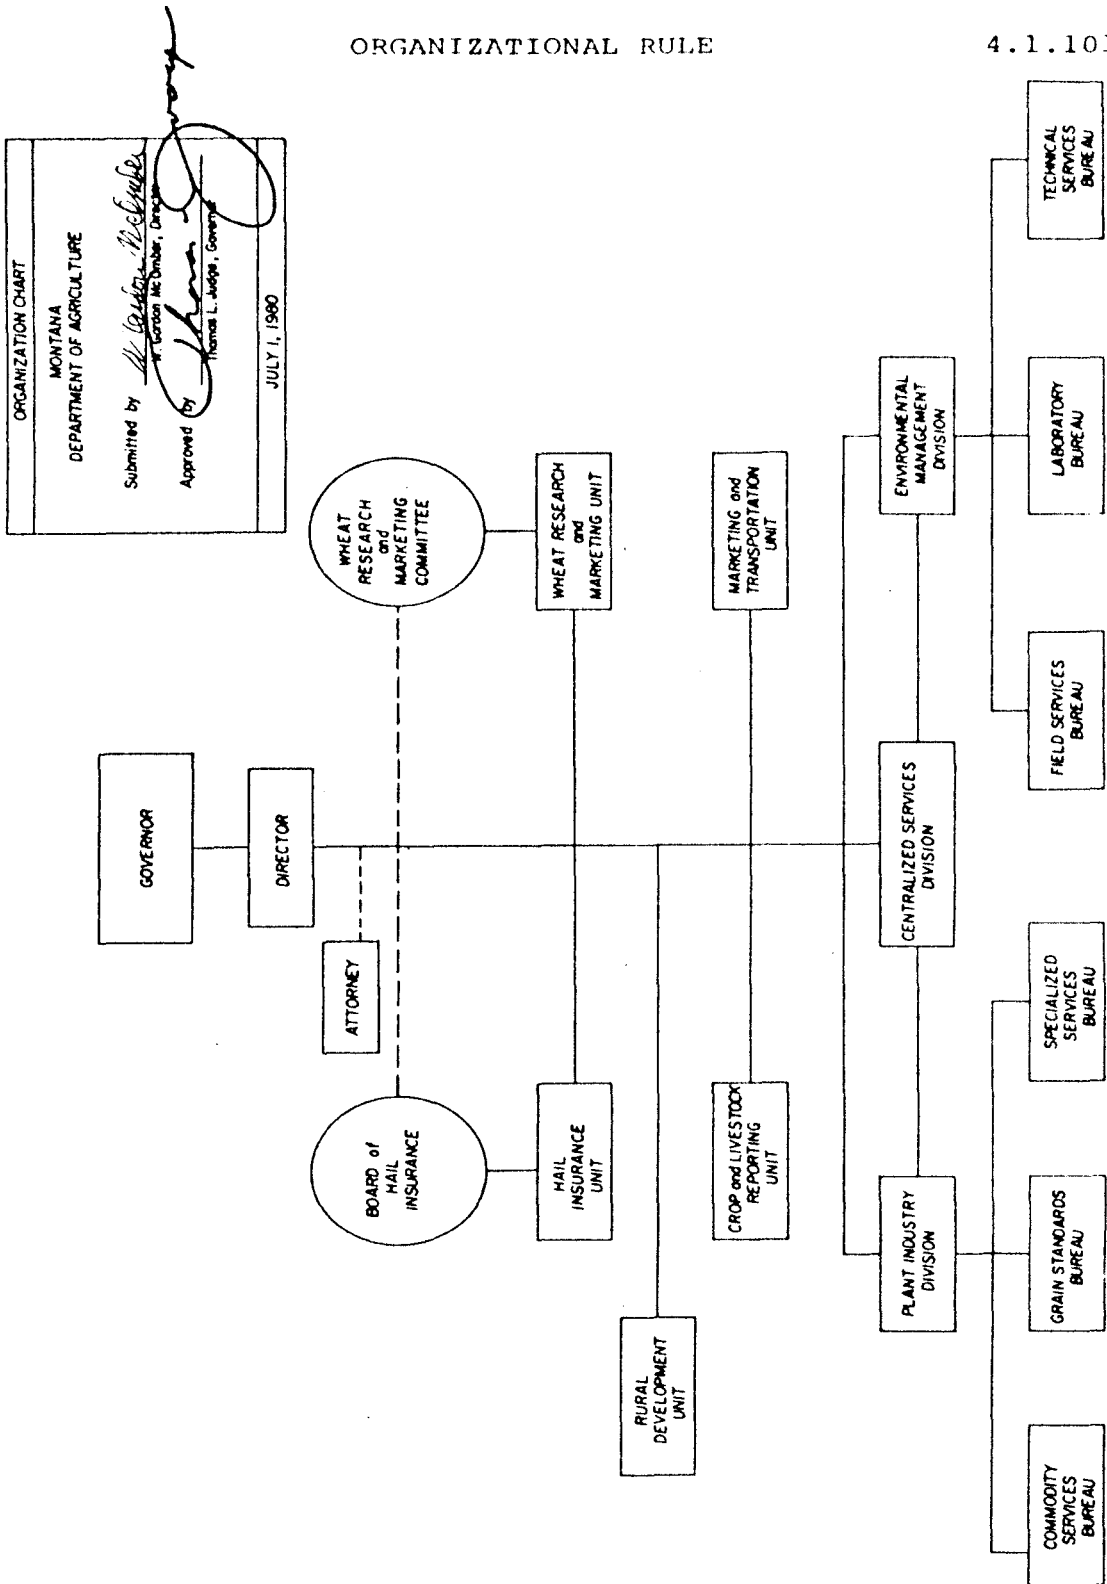 ORGANIZATIONAL RULE
4.1.101
ORGANIZATION CHART
MONTANA
DEPARTMENT OF AGRICULTURE
Submitted by
W. Gordon McOmber, Director
Approved by
Thomas L. Judge, Governor
JULY 1, 1980
GOVERNOR
DIRECTOR
ATTORNEY
BOARD of
HAIL
INSURANCE
WHEAT
RESEARCH
and
MARKETING
COMMITTEE
HAIL
INSURANCE
UNIT
WHEAT RESEARCH
and
MARKETING UNIT
RURAL
DEVELOPMENT
UNIT
CROP and LIVESTOCK
REPORTING
UNIT
MARKETING and
TRANSPORTATION
UNIT
PLANT INDUSTRY
DIVISION
CENTRALIZED SERVICES
DIVISION
ENVIRONMENTAL
MANAGEMENT
DIVISION
COMMODITY
SERVICES
BUREAU
GRAIN STANDARDS
BUREAU
SPECIALIZED
SERVICES
BUREAU
FIELD SERVICES
BUREAU
LABORATORY
BUREAU
TECHNICAL
SERVICES
BUREAU